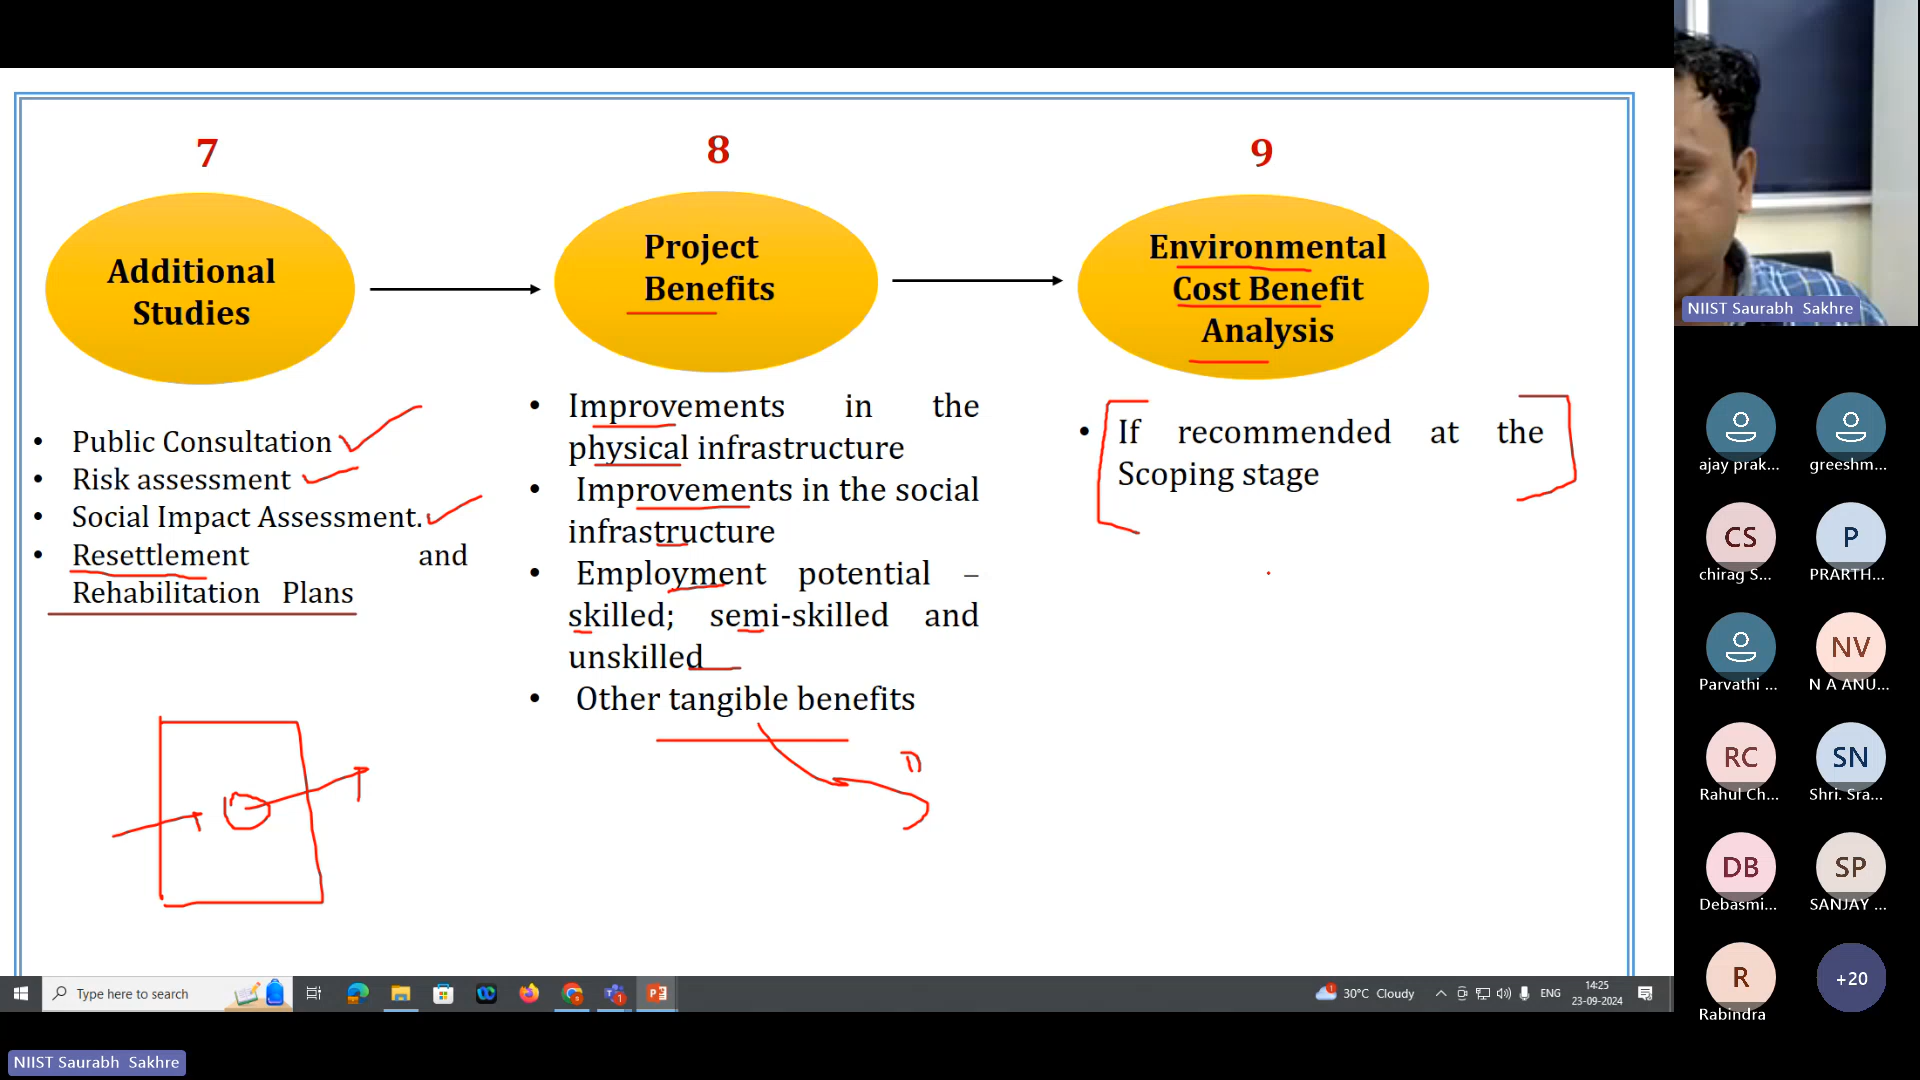 7
8
9
Additional
Studies
Project
Benefits
Environmental
Cost Benefit
Analysis
• Public Consultation
• Risk assessment
• Social Impact Assessment.
• Resettlement and
Rehabilitation Plans
• Improvements in the
physical infrastructure
• Improvements in the social
infrastructure
• Employment potential –
skilled; semi-skilled and
unskilled
• Other tangible benefits
• If recommended at the
Scoping stage
NIIST Saurabh Sakhre
ajay prak...
greeshm...
CS
chirag S...
P
PRARTH...
Parvathi ...
NV
N A ANU...
RC
Rahul Ch...
SN
Shri. Sra...
DB
Debasmi...
SP
SANJAY ...
R
Rabindra
+20
Type here to search
30°C Cloudy
ENG
14:25
23-09-2024
NIIST Saurabh Sakhre